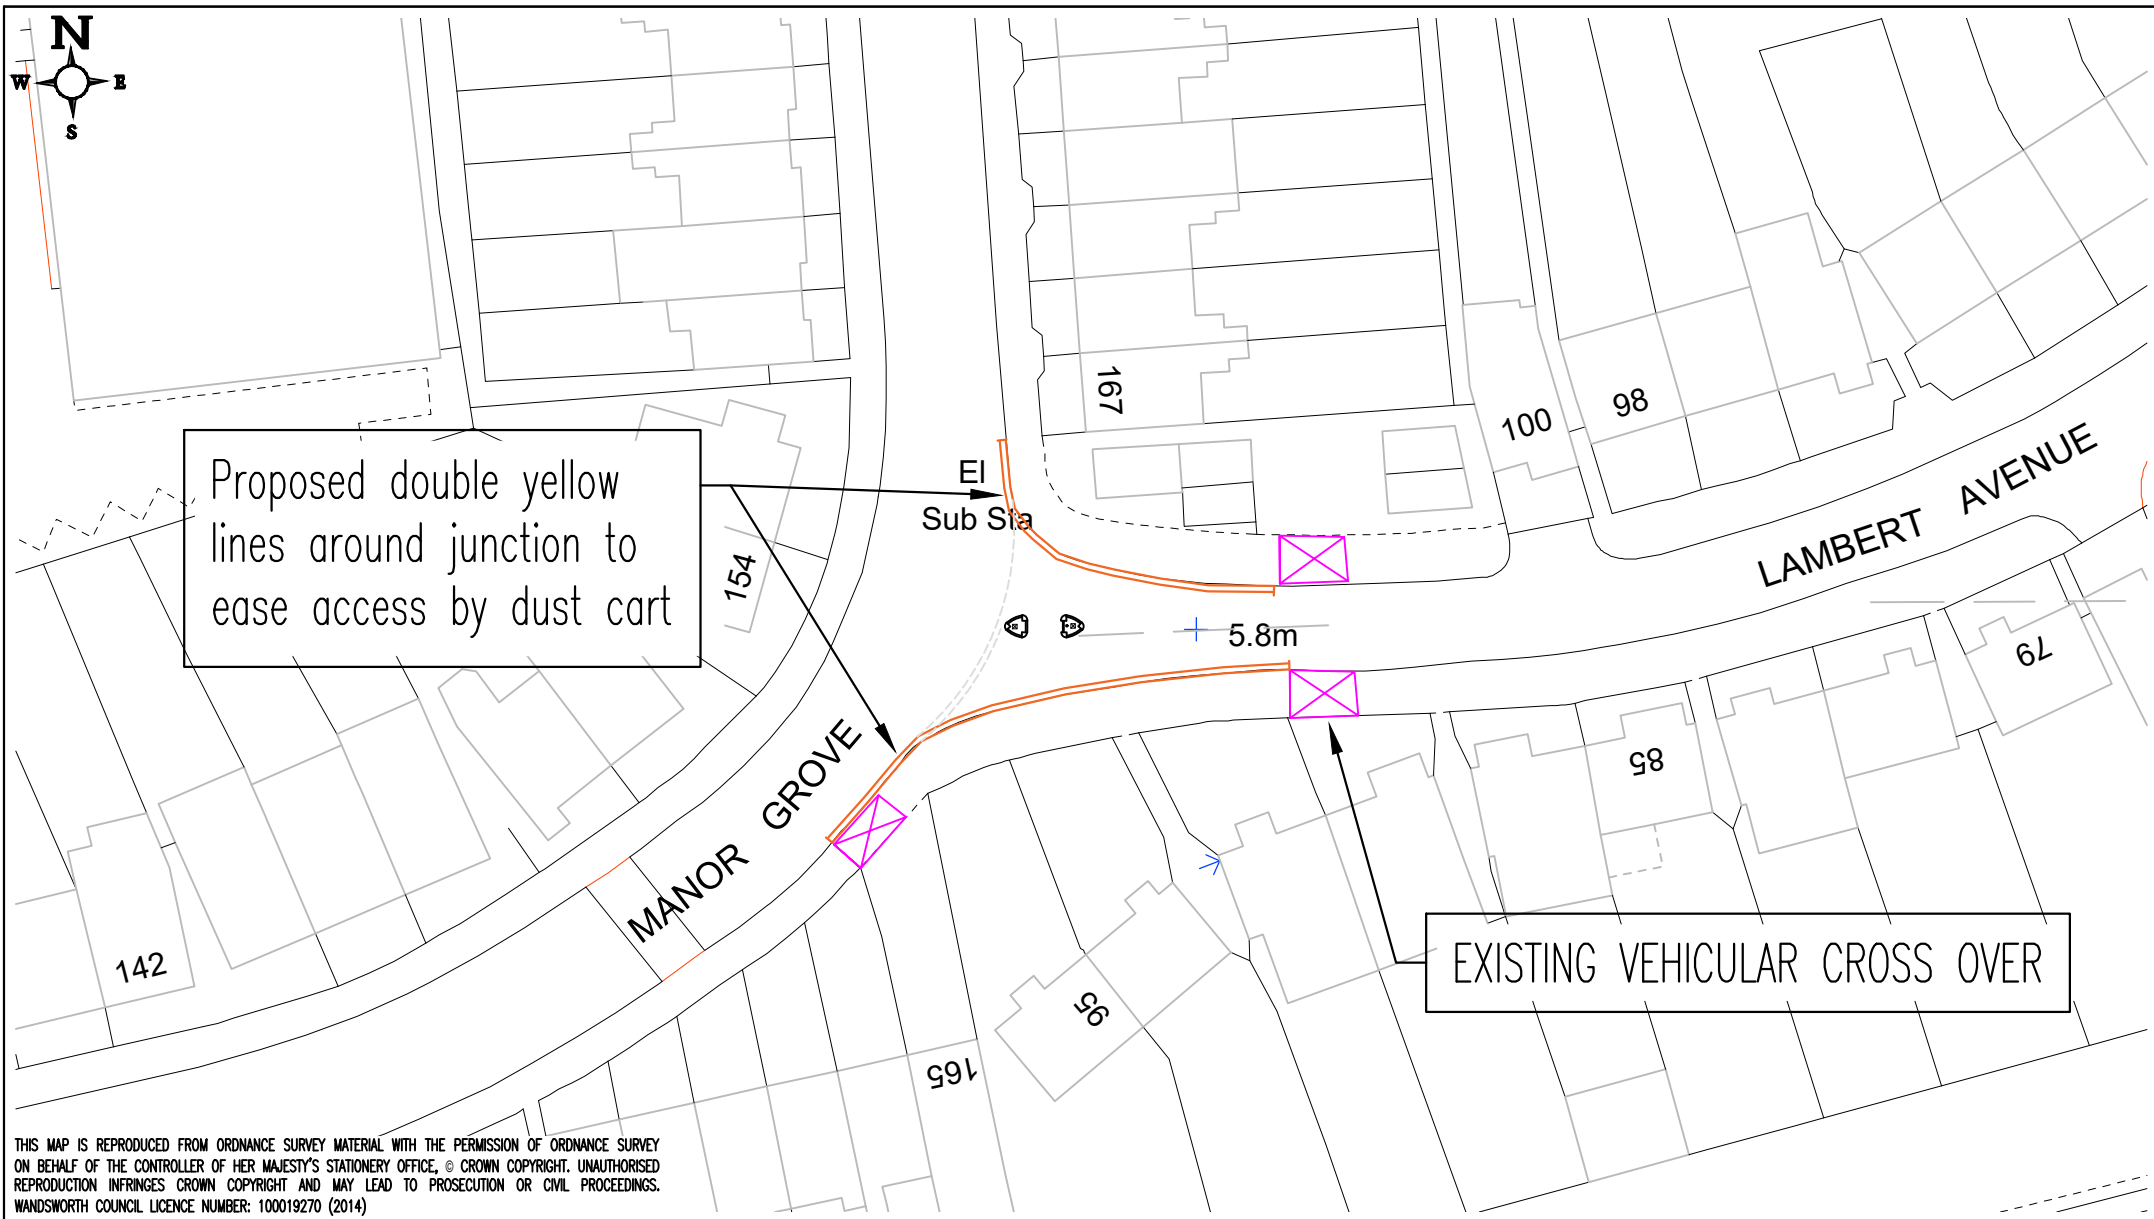 N
W E
S
167
100
98
El
Sub Sta
Proposed double yellow
lines around junction to
ease access by dust cart
154
LAMBERT AVENUE
5.8m
79
85
MANOR GROVE
142
95
165
EXISTING VEHICULAR CROSS OVER
THIS MAP IS REPRODUCED FROM ORDNANCE SURVEY MATERIAL WITH THE PERMISSION OF ORDNANCE SURVEY
ON BEHALF OF THE CONTROLLER OF HER MAJESTY'S STATIONERY OFFICE, © CROWN COPYRIGHT. UNAUTHORISED
REPRODUCTION INFRINGES CROWN COPYRIGHT AND MAY LEAD TO PROSECUTION OR CIVIL PROCEEDINGS.
WANDSWORTH COUNCIL LICENCE NUMBER: 100019270 (2014)